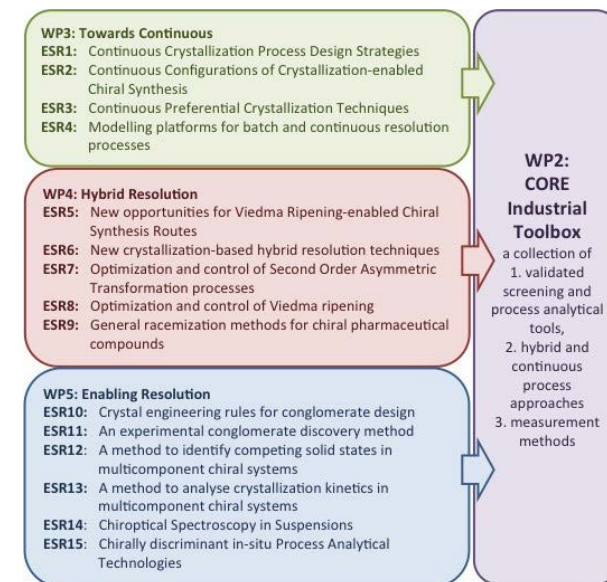 WP3: Towards Continuous
ESR1: Continuous Crystallization Process Design Strategies
ESR2: Continuous Configurations of Crystallization-enabled
Chiral Synthesis
ESR3: Continuous Preferential Crystallization Techniques
ESR4: Modelling platforms for batch and continuous resolution
processes
WP4: Hybrid Resolution
ESR5: New opportunities for Viedma Ripening-enabled Chiral
Synthesis Routes
ESR6: New crystallization-based hybrid resolution techniques
ESR7: Optimization and control of Second Order Asymmetric
Transformation processes
ESR8: Optimization and control of Viedma ripening
ESR9: General racemization methods for chiral pharmaceutical
compounds
WP5: Enabling Resolution
ESR10: Crystal engineering rules for conglomerate design
ESR11: An experimental conglomerate discovery method
ESR12: A method to identify competing solid states in
multicomponent chiral systems
ESR13: A method to analyse crystallization kinetics in
multicomponent chiral systems
ESR14: Chiroptical Spectroscopy in Suspensions
ESR15: Chirally discriminant in-situ Process Analytical
Technologies
WP2:
CORE
Industrial
Toolbox
a collection of
1. validated
screening and
process analytical
tools,
2. hybrid and
continuous
process
approaches
3. measurement
methods